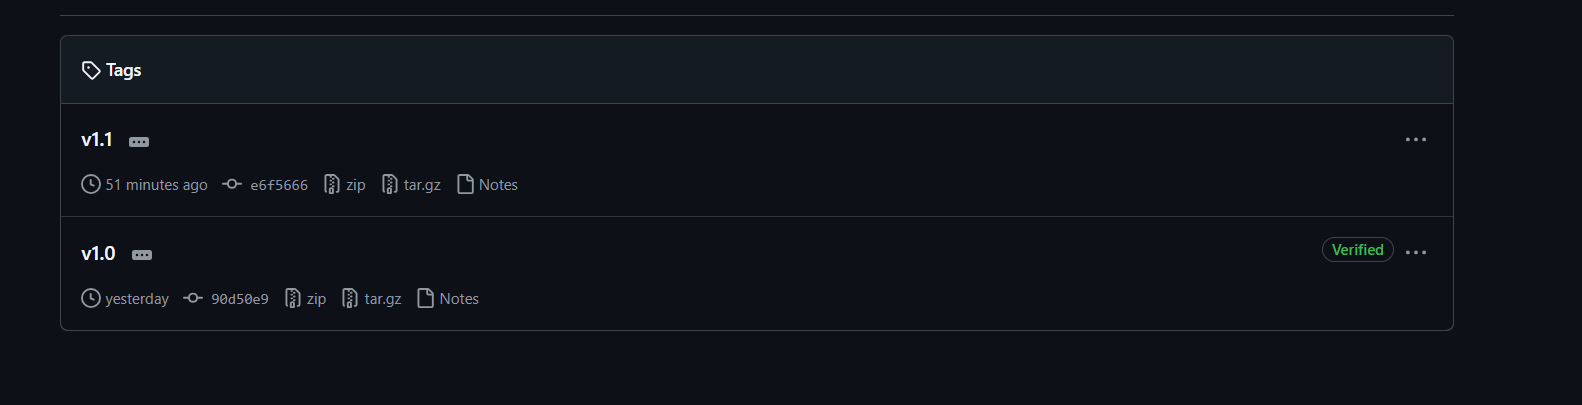 Tags
v1.1
51 minutes ago e6f5666 zip tar.gz Notes
v1.0 Verified
yesterday 90d50e9 zip tar.gz Notes